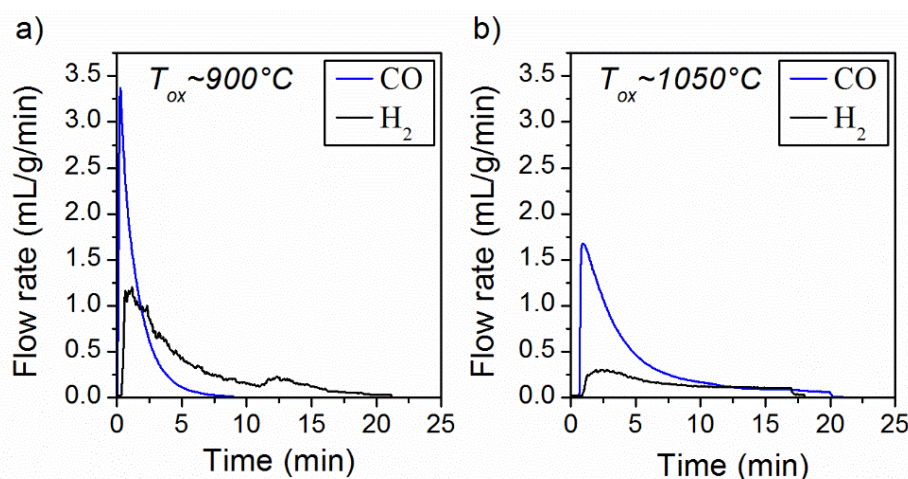 a)
T_ox~900°C
CO
H₂
3.5
3.0
2.5
2.0
1.5
1.0
0.5
0.0
Flow rate (mL/g/min)
0 5 10 15 20 25
Time (min)
b)
T_ox~1050°C
CO
H₂
3.5
3.0
2.5
2.0
1.5
1.0
0.5
0.0
Flow rate (mL/g/min)
0 5 10 15 20 25
Time (min)